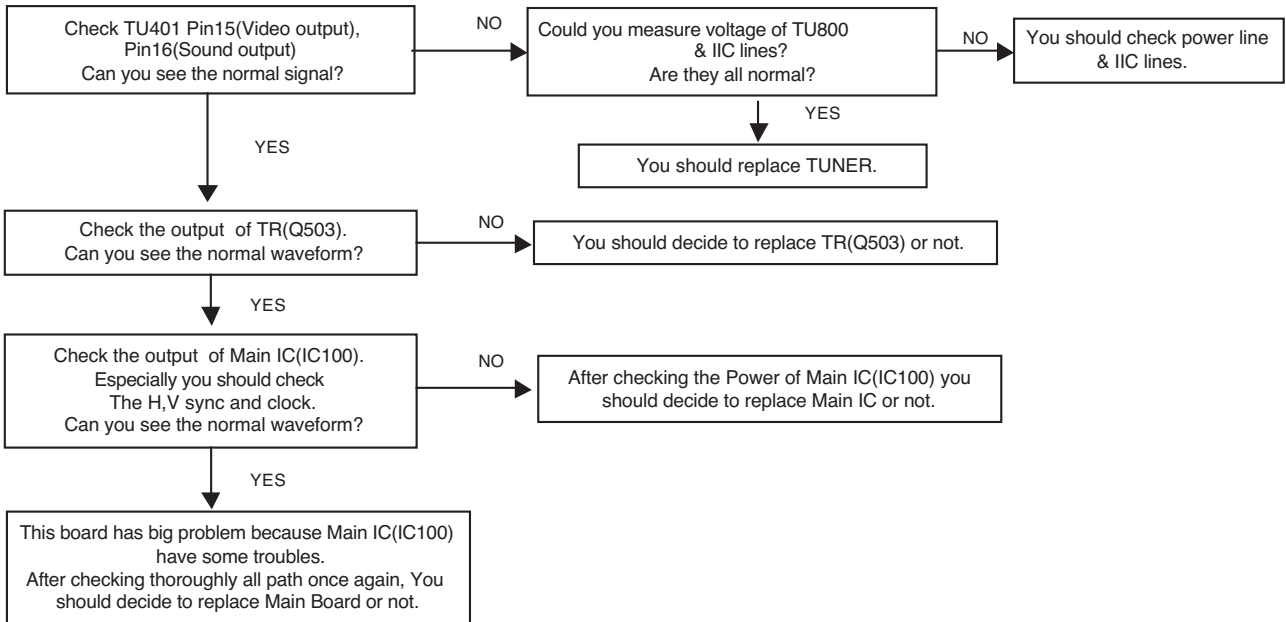 Check TU401 Pin15(Video output),
Pin16(Sound output)
Can you see the normal signal?
NO
Could you measure voltage of TU800
& IIC lines?
Are they all normal?
NO
You should check power line
& IIC lines.
YES
You should replace TUNER.
YES
Check the output of TR(Q503).
Can you see the normal waveform?
NO
You should decide to replace TR(Q503) or not.
YES
Check the output of Main IC(IC100).
Especially you should check
The H,V sync and clock.
Can you see the normal waveform?
NO
After checking the Power of Main IC(IC100) you
should decide to replace Main IC or not.
YES
This board has big problem because Main IC(IC100)
have some troubles.
After checking thoroughly all path once again, You
should decide to replace Main Board or not.